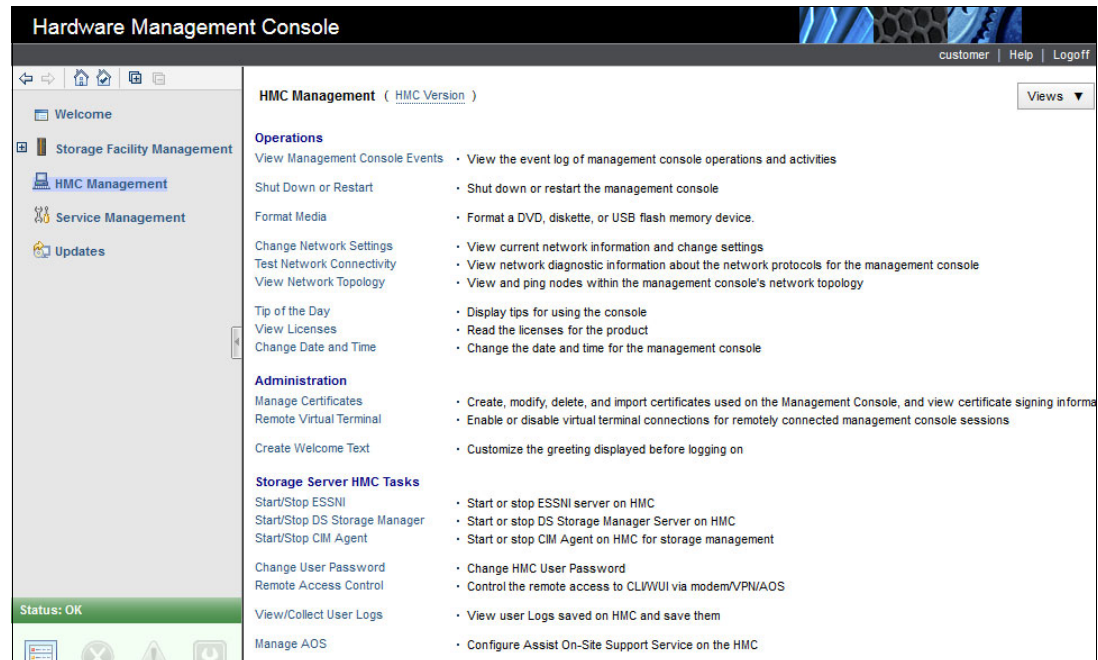 Hardware Management Console
customer | Help | Logoff
HMC Management ( HMC Version )
Views ▼
Welcome
Storage Facility Management
HMC Management
Service Management
Updates
Operations
View Management Console Events · View the event log of management console operations and activities
Shut Down or Restart · Shut down or restart the management console
Format Media · Format a DVD, diskette, or USB flash memory device.
Change Network Settings · View current network information and change settings
Test Network Connectivity · View network diagnostic information about the network protocols for the management console
View Network Topology · View and ping nodes within the management console's network topology
Tip of the Day · Display tips for using the console
View Licenses · Read the licenses for the product
Change Date and Time · Change the date and time for the management console
Administration
Manage Certificates · Create, modify, delete, and import certificates used on the Management Console, and view certificate signing informa
Remote Virtual Terminal · Enable or disable virtual terminal connections for remotely connected management console sessions
Create Welcome Text · Customize the greeting displayed before logging on
Storage Server HMC Tasks
Start/Stop ESSNI · Start or stop ESSNI server on HMC
Start/Stop DS Storage Manager · Start or stop DS Storage Manager Server on HMC
Start/Stop CIM Agent · Start or stop CIM Agent on HMC for storage management
Change User Password · Change HMC User Password
Remote Access Control · Control the remote access to CLI/WUI via modem/VPN/AOS
View/Collect User Logs · View user Logs saved on HMC and save them
Manage AOS · Configure Assist On-Site Support Service on the HMC
Status: OK